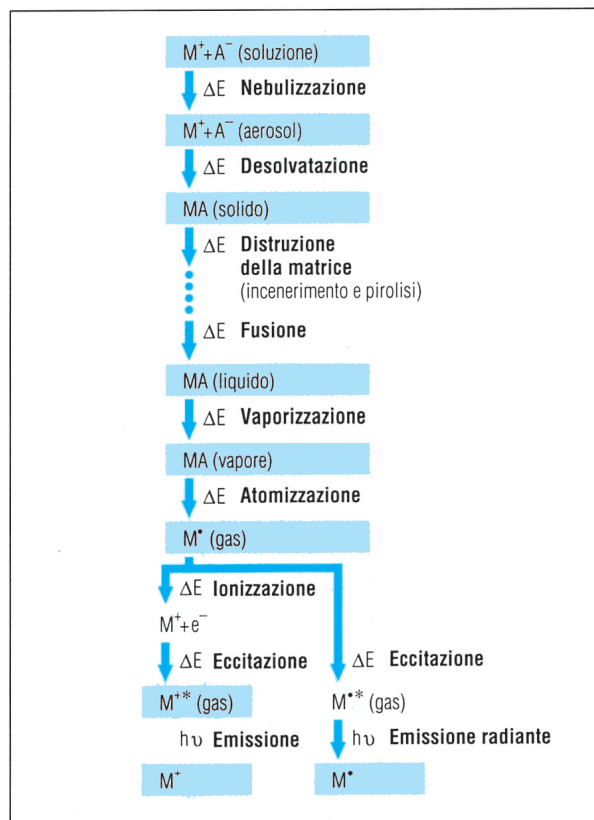 M⁺+A⁻ (soluzione)
ΔE Nebulizzazione
M⁺+A⁻ (aerosol)
ΔE Desolvatazione
MA (solido)
ΔE Distruzione
della matrice
(incenerimento e pirolisi)
ΔE Fusione
MA (liquido)
ΔE Vaporizzazione
MA (vapore)
ΔE Atomizzazione
M• (gas)
ΔE Ionizzazione
M⁺+e⁻
ΔE Eccitazione
ΔE Eccitazione
M⁺* (gas)
M•* (gas)
hυ Emissione
hυ Emissione radiante
M⁺
M•